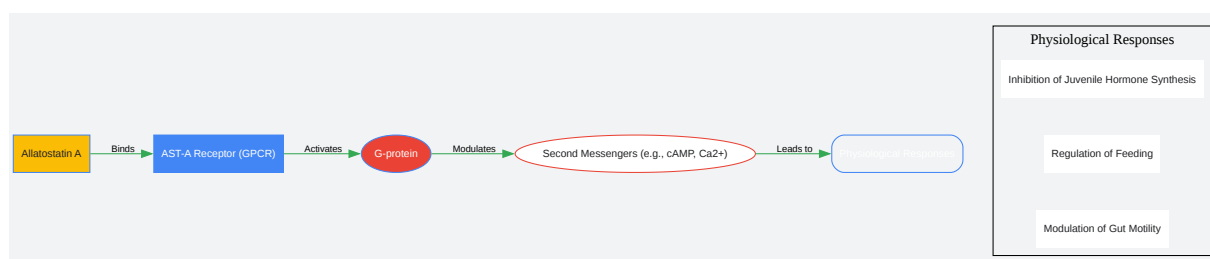 Allatostatin A
Binds
AST-A Receptor (GPCR)
Activates
G-protein
Modulates
Second Messengers (e.g., cAMP, Ca2+)
Leads to
Physiological Responses
Physiological Responses
Inhibition of Juvenile Hormone Synthesis
Regulation of Feeding
Modulation of Gut Motility